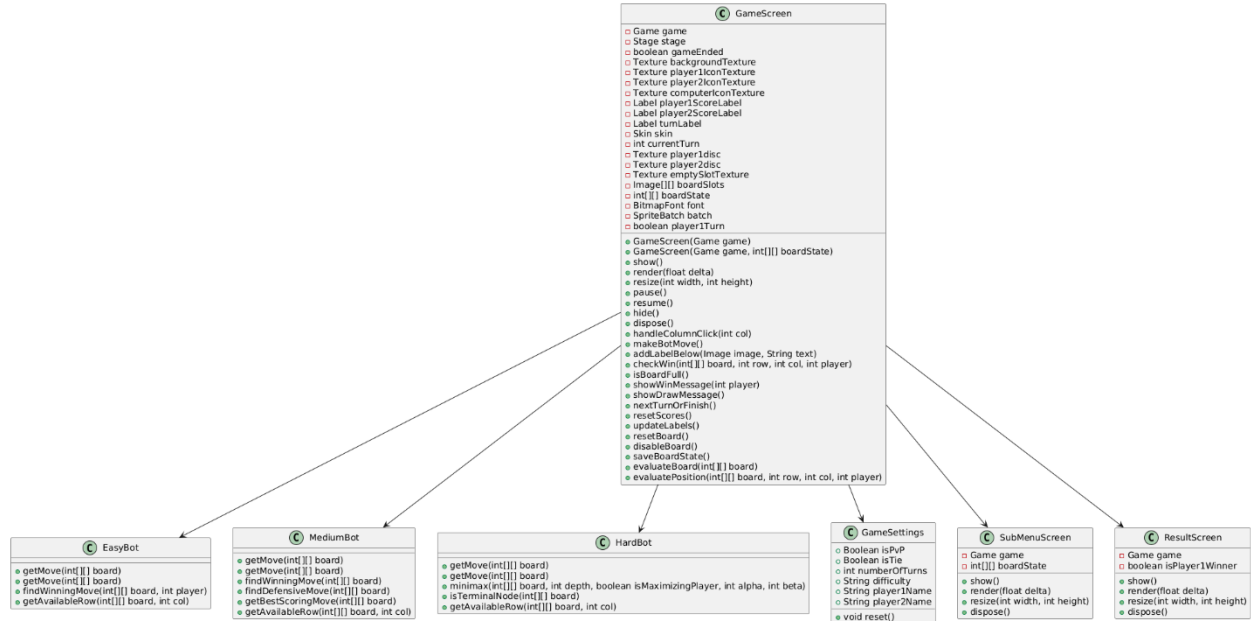 C GameScreen
Game game
Stage stage
boolean gameEnded
Texture backgroundTexture
Texture player1IconTexture
Texture player2IconTexture
Texture computerIconTexture
Label player1ScoreLabel
Label player2ScoreLabel
Label turnLabel
Skin skin
int currentTurn
Texture player1disc
Texture player2disc
Texture emptySlotTexture
Image[][] boardSlots
int[][] boardState
BitmapFont font
SpriteBatch batch
boolean player1Turn
GameScreen(Game game)
GameScreen(Game game, int[][] boardState)
show()
render(float delta)
resize(int width, int height)
pause()
resume()
hide()
dispose()
handleColumnClick(int col)
makeBotMove()
addLabelBelow(Image image, String text)
checkWin(int[][] board, int row, int col, int player)
isBoardFull()
showWinMessage(int player)
showDrawMessage()
nextTurnOrFinish()
resetScores()
updateLabels()
resetBoard()
disableBoard()
saveBoardState()
evaluateBoard(int[][] board)
evaluatePosition(int[][] board, int row, int col, int player)
C EasyBot
getMove(int[][] board)
getMove(int[][] board)
findWinningMove(int[][] board, int player)
getAvailableRow(int[][] board, int col)
C MediumBot
getMove(int[][] board)
getMove(int[][] board)
findWinningMove(int[][] board)
findDefensiveMove(int[][] board)
getBestScoringMove(int[][] board)
getAvailableRow(int[][] board, int col)
C HardBot
getMove(int[][] board)
getMove(int[][] board)
minimax(int[][] board, int depth, boolean isMaximizingPlayer, int alpha, int beta)
isTerminalNode(int[][] board)
getAvailableRow(int[][] board, int col)
C GameSettings
Boolean isPvP
Boolean isTie
int numberOfTurns
String difficulty
String player1Name
String player2Name
void reset()
C SubMenuScreen
Game game
int[][] boardState
show()
render(float delta)
resize(int width, int height)
dispose()
C ResultScreen
Game game
boolean isPlayer1Winner
show()
render(float delta)
resize(int width, int height)
dispose()